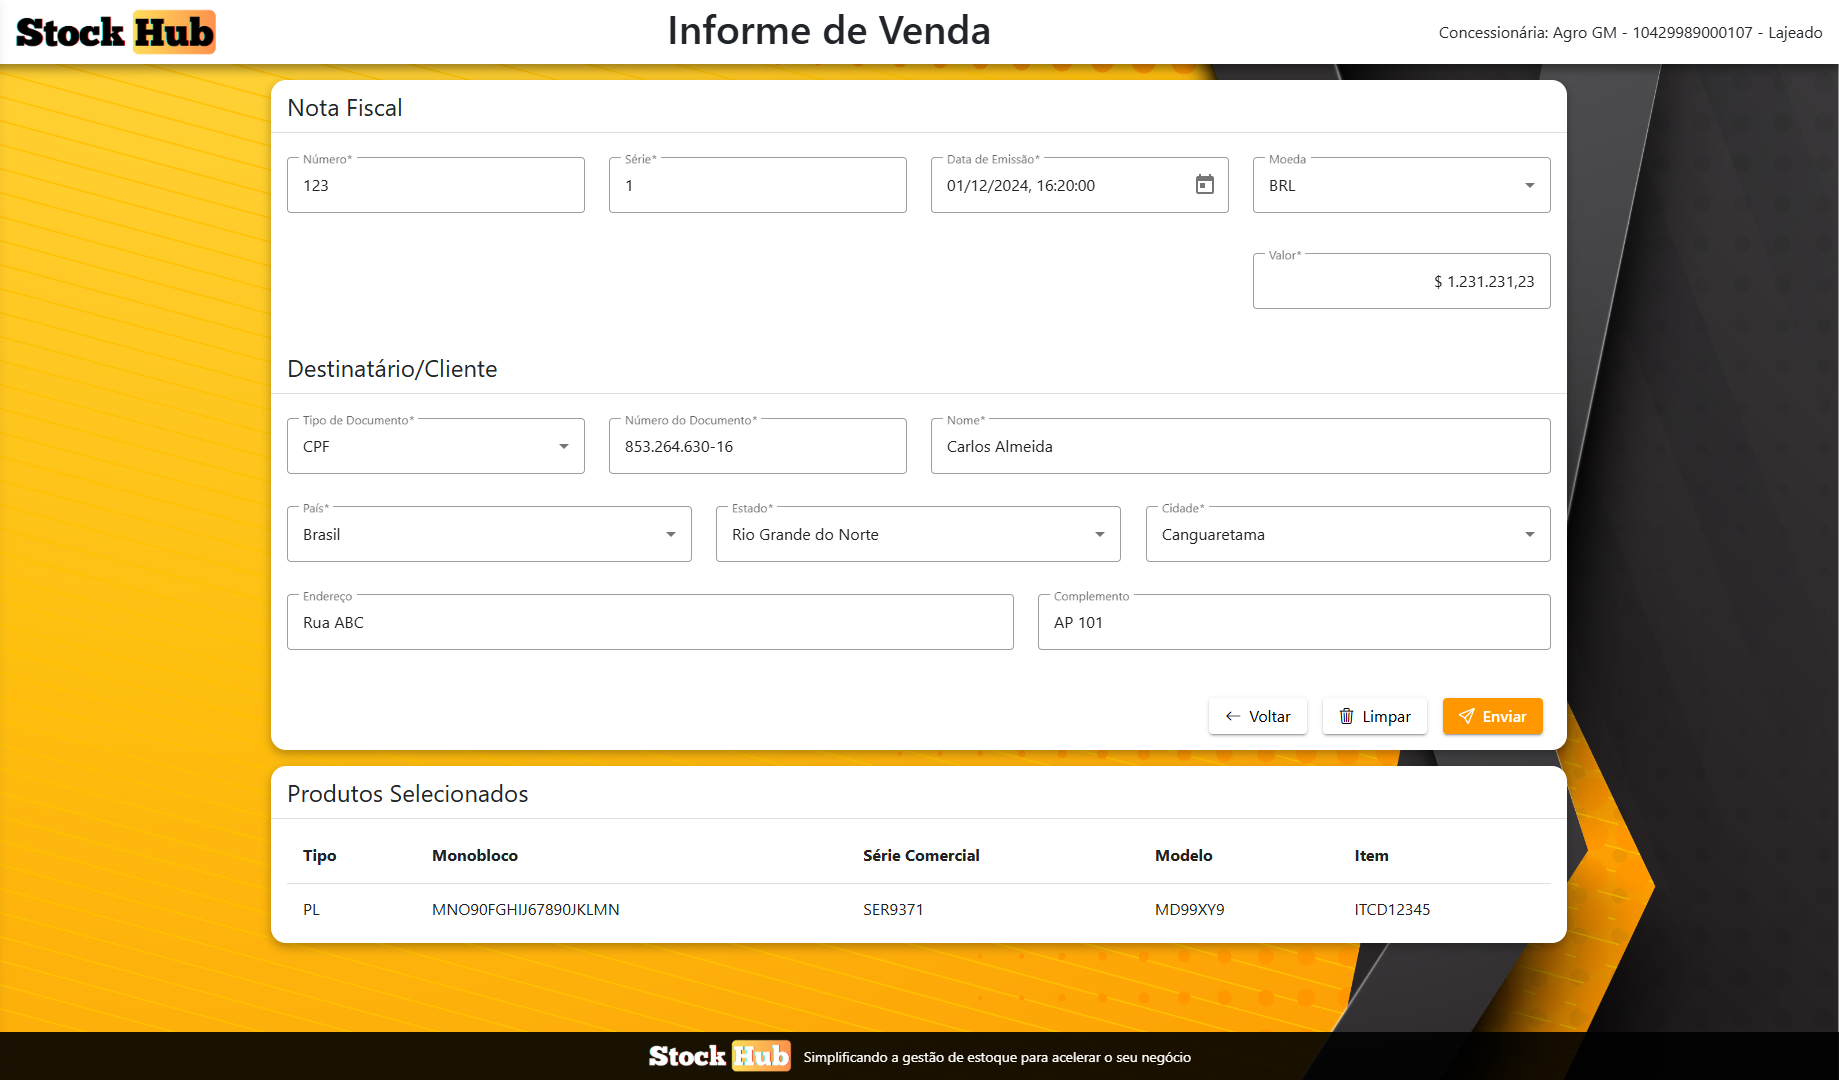 Stock Hub
Informe de Venda
Concessionária: Agro GM - 10429989000107 - Lajeado
Nota Fiscal
Número*
123
Série*
1
Data de Emissão*
01/12/2024, 16:20:00
Moeda
BRL
Valor*
$ 1.231.231,23
Destinatário/Cliente
Tipo de Documento*
CPF
Número do Documento*
853.264.630-16
Nome*
Carlos Almeida
País*
Brasil
Estado*
Rio Grande do Norte
Cidade*
Canguaretama
Endereço
Rua ABC
Complemento
AP 101
Voltar
Limpar
Enviar
Produtos Selecionados
Tipo Monobloco Série Comercial Modelo Item
PL MNO90FGHIJ67890JKLMN SER9371 MD99XY9 ITCD12345
Stock Hub Simplificando a gestão de estoque para acelerar o seu negócio